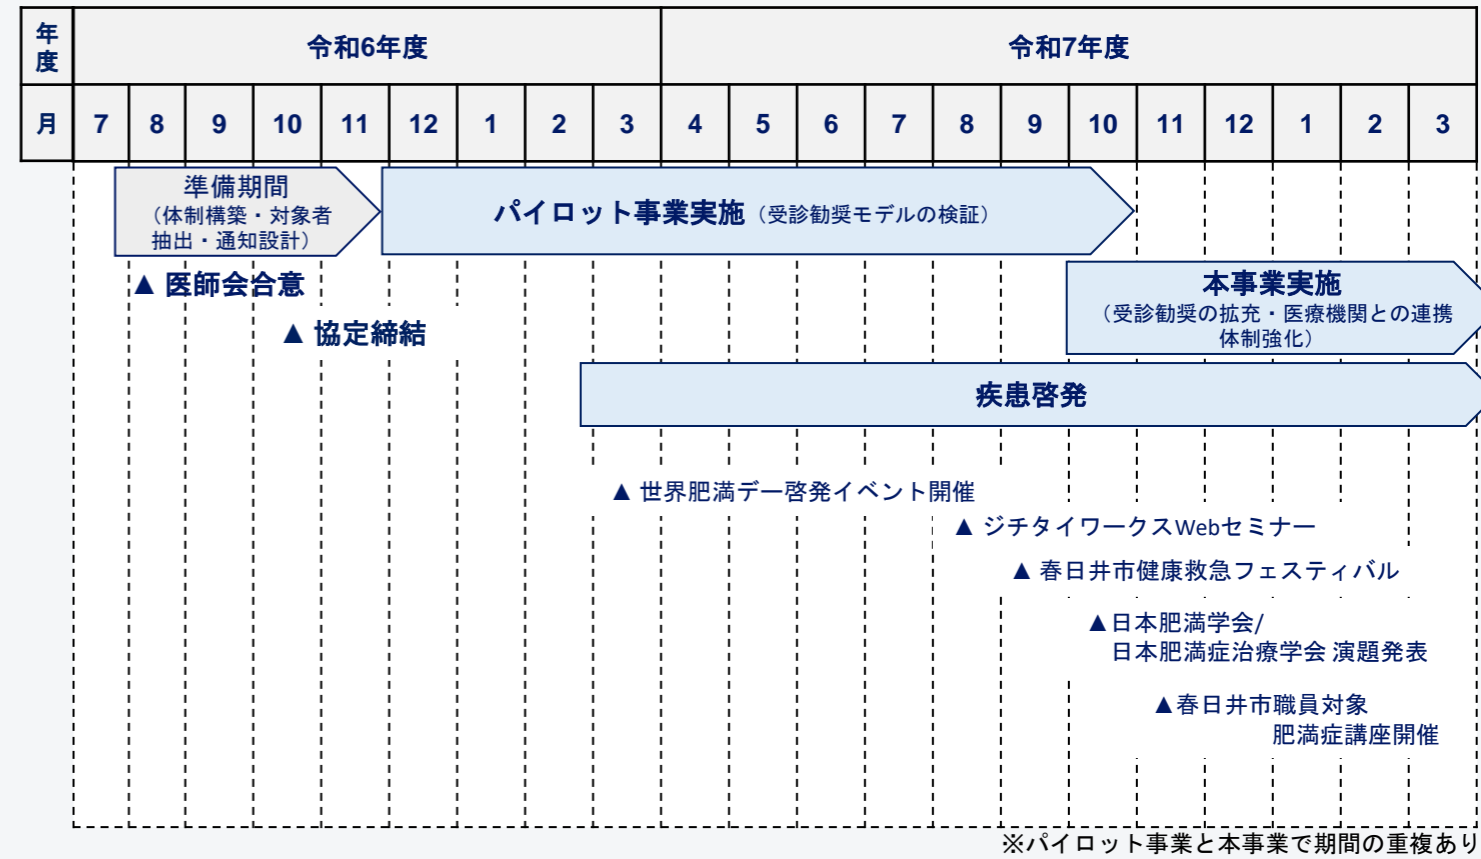 年度
令和6年度
令和7年度
月 7 8 9 10 11 12 1 2 3 4 5 6 7 8 9 10 11 12 1 2 3
準備期間
（体制構築・対象者
抽出・通知設計）
パイロット事業実施（受診勧奨モデルの検証）
▲ 医師会合意
▲ 協定締結
本事業実施
（受診勧奨の拡充・医療機関との連携
体制強化）
疾患啓発
▲ 世界肥満デー啓発イベント開催
▲ ジチタイワークスWebセミナー
▲ 春日井市健康救急フェスティバル
▲日本肥満学会/
日本肥満症治療学会 演題発表
▲春日井市職員対象
肥満症講座開催
※パイロット事業と本事業で期間の重複あり